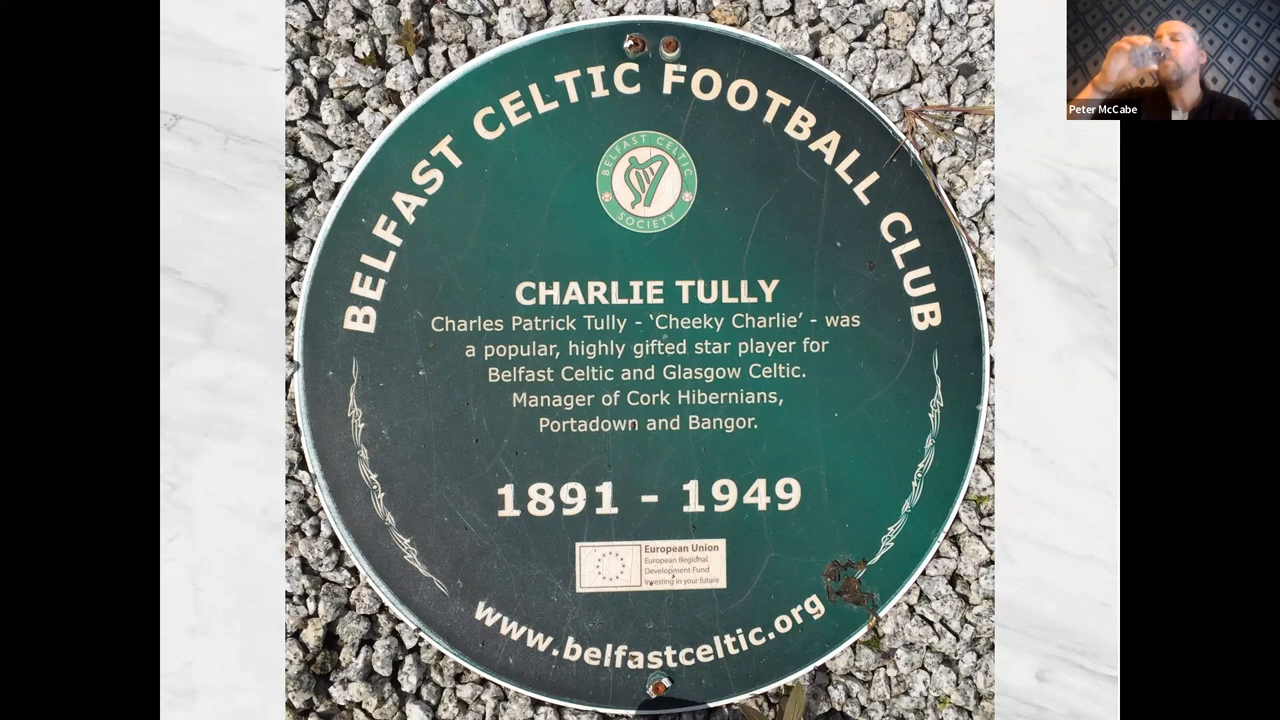 BELFAST CELTIC FOOTBALL CLUB
BELFAST CELTIC
SOCIETY
CHARLIE TULLY
Charles Patrick Tully - ‘Cheeky Charlie’ - was
a popular, highly gifted star player for
Belfast Celtic and Glasgow Celtic.
Manager of Cork Hibernians,
Portadown and Bangor.
1891 - 1949
European Union
European Regional
Development Fund
Investing in your future
www.belfastceltic.org
Peter McCabe